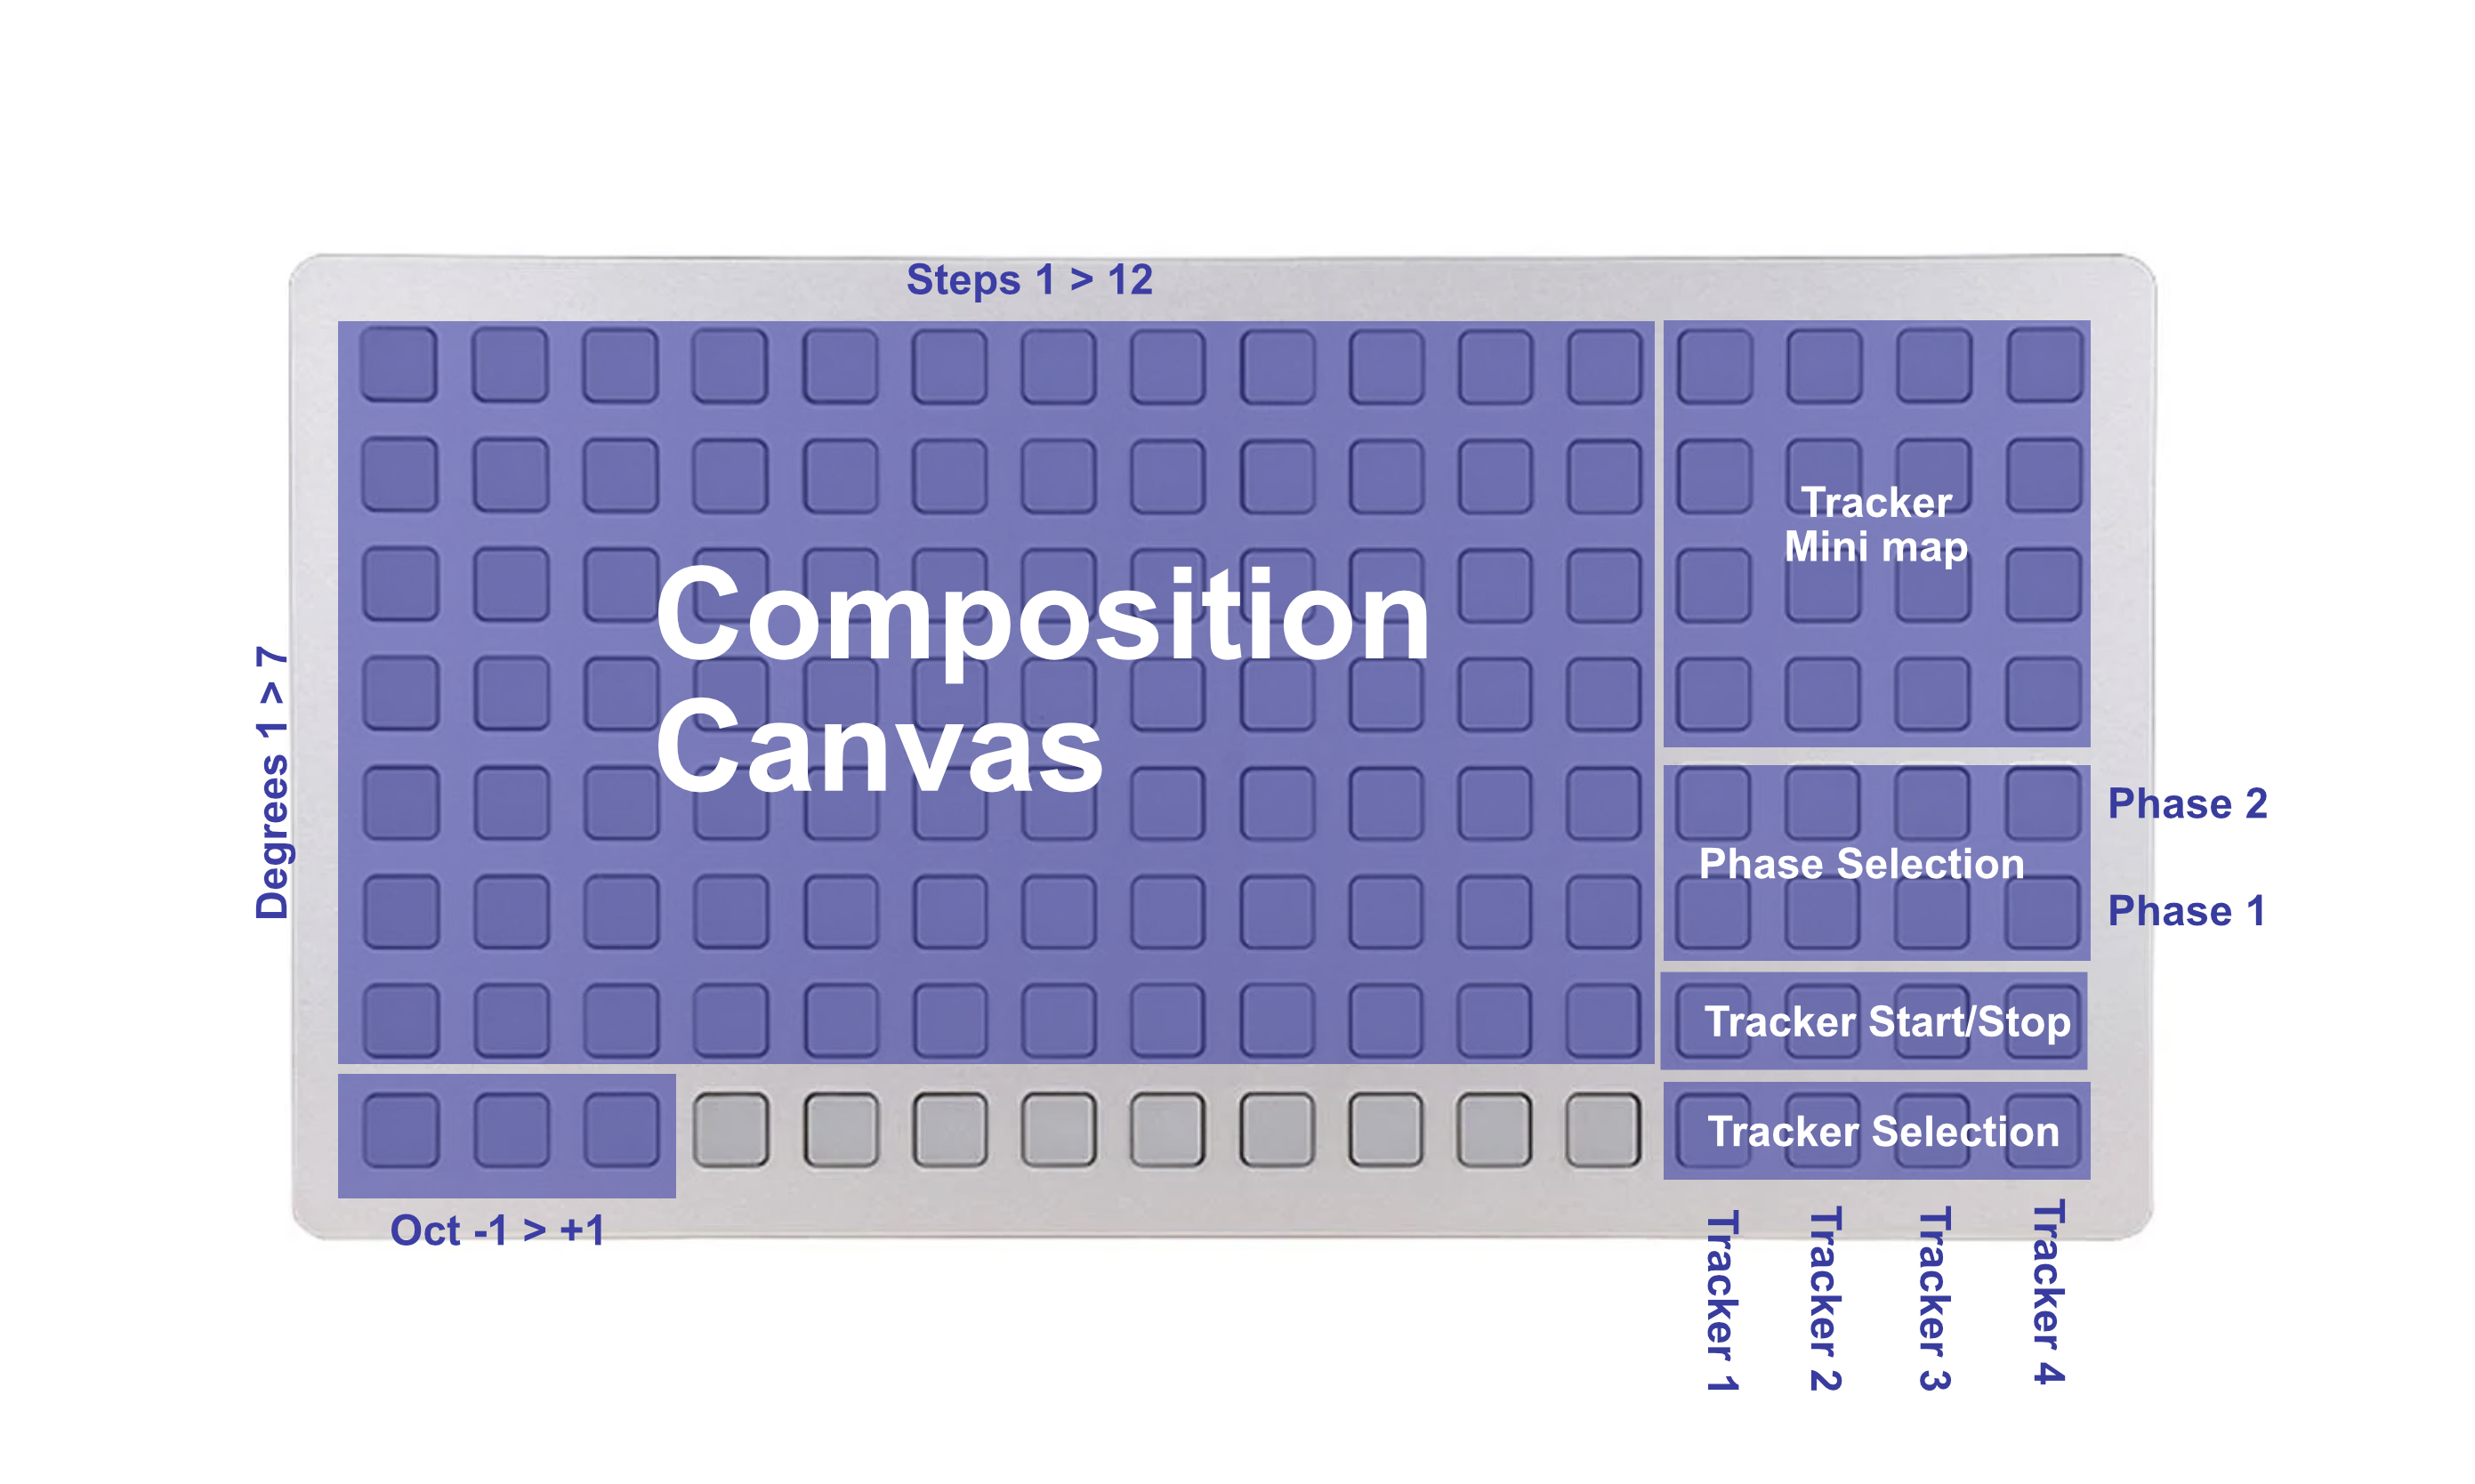 Steps 1 > 12
Degrees 1 > 7
Composition
Canvas
Tracker
Mini map
Phase 2
Phase Selection
Phase 1
Tracker Start/Stop
Tracker Selection
Oct -1 > +1
Tracker 1
Tracker 2
Tracker 3
Tracker 4